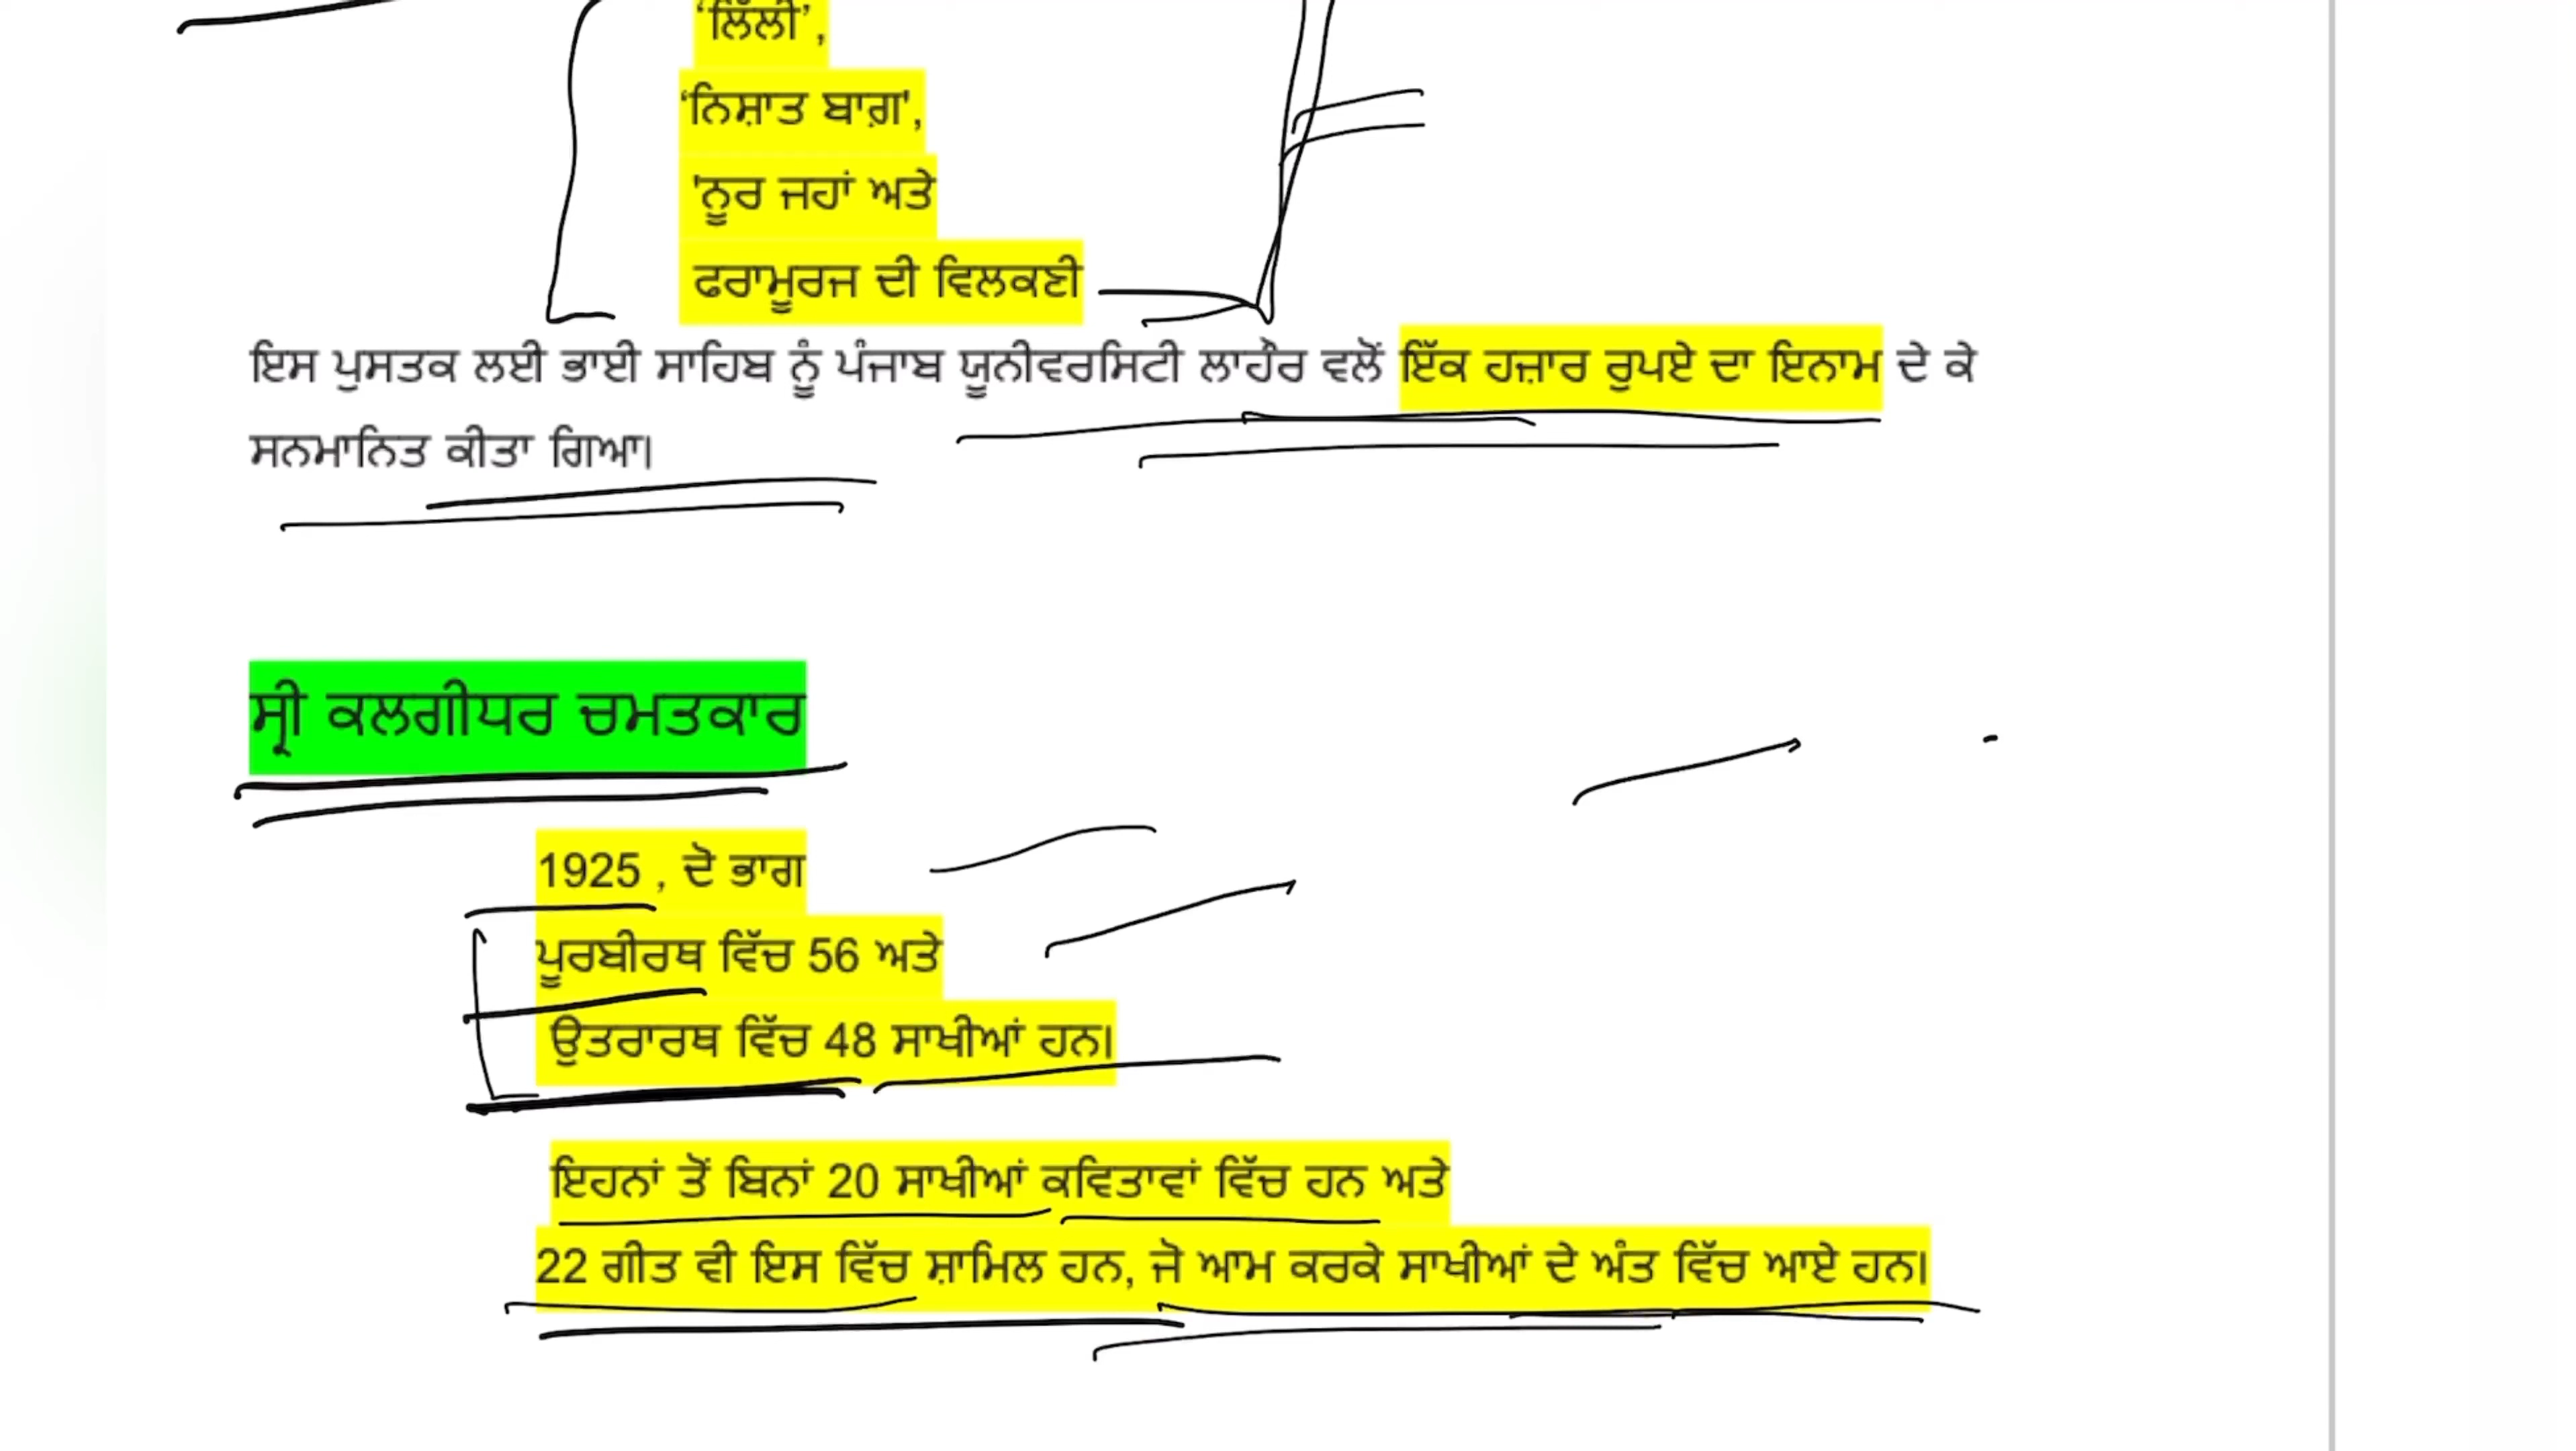 ‘ਲਿੱਲੀ’,
‘ਨਿਸ਼ਾਤ ਬਾਗ਼',
'ਨੂਰ ਜਹਾਂ ਅਤੇ
ਫਰਾਮੂਰਜ ਦੀ ਵਿਲਕਣੀ
ਇਸ ਪੁਸਤਕ ਲਈ ਭਾਈ ਸਾਹਿਬ ਨੂੰ ਪੰਜਾਬ ਯੂਨੀਵਰਸਿਟੀ ਲਾਹੌਰ ਵਲੋਂ ਇੱਕ ਹਜ਼ਾਰ ਰੁਪਏ ਦਾ ਇਨਾਮ ਦੇ ਕੇ
ਸਨਮਾਨਿਤ ਕੀਤਾ ਗਿਆ।
ਸ੍ਰੀ ਕਲਗੀਧਰ ਚਮਤਕਾਰ
1925 , ਦੋ ਭਾਗ
ਪੂਰਬੀਰਥ ਵਿੱਚ 56 ਅਤੇ
ਉਤਰਾਰਥ ਵਿੱਚ 48 ਸਾਖੀਆਂ ਹਨ।
ਇਹਨਾਂ ਤੋਂ ਬਿਨਾਂ 20 ਸਾਖੀਆਂ ਕਵਿਤਾਵਾਂ ਵਿੱਚ ਹਨ ਅਤੇ
22 ਗੀਤ ਵੀ ਇਸ ਵਿੱਚ ਸ਼ਾਮਿਲ ਹਨ, ਜੋ ਆਮ ਕਰਕੇ ਸਾਖੀਆਂ ਦੇ ਅੰਤ ਵਿੱਚ ਆਏ ਹਨ।